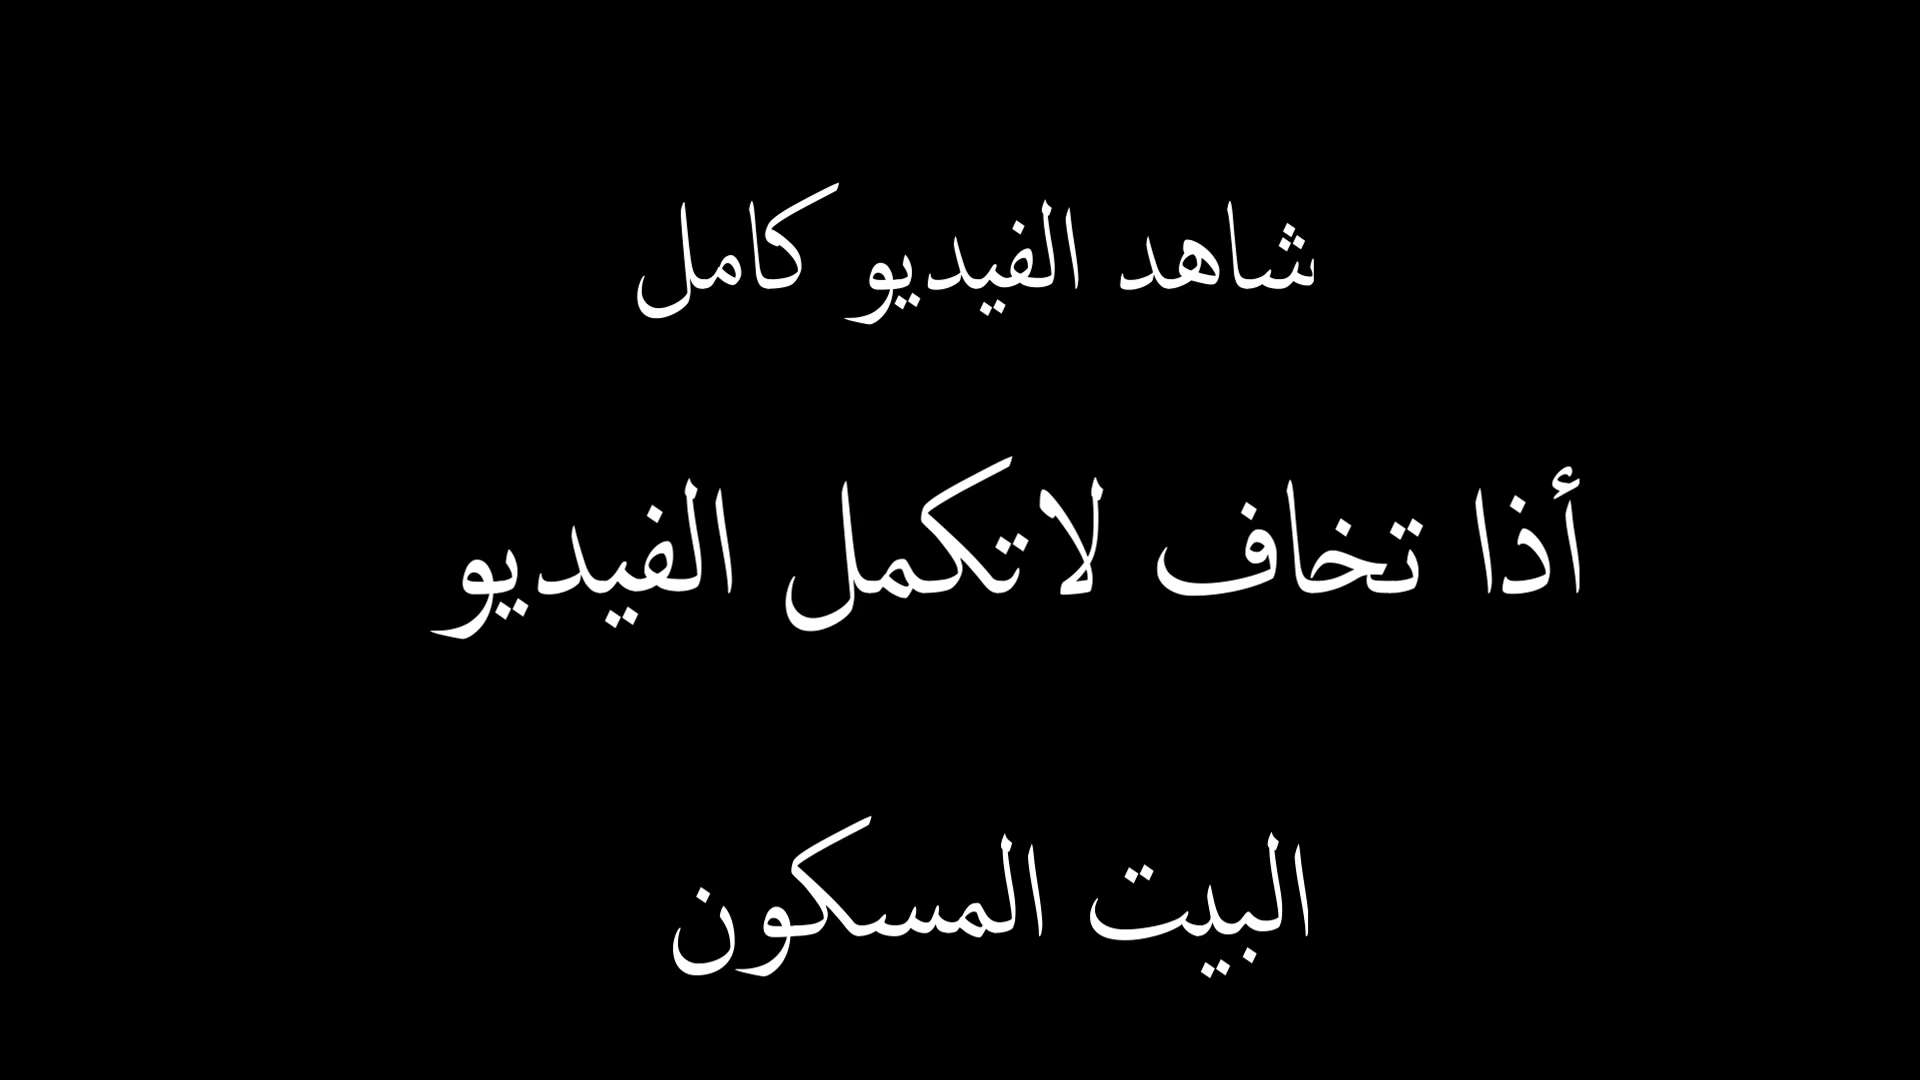 شاهد الفيديو كامل
أذا تخاف لاتكمل الفيديو
البيت المسكون